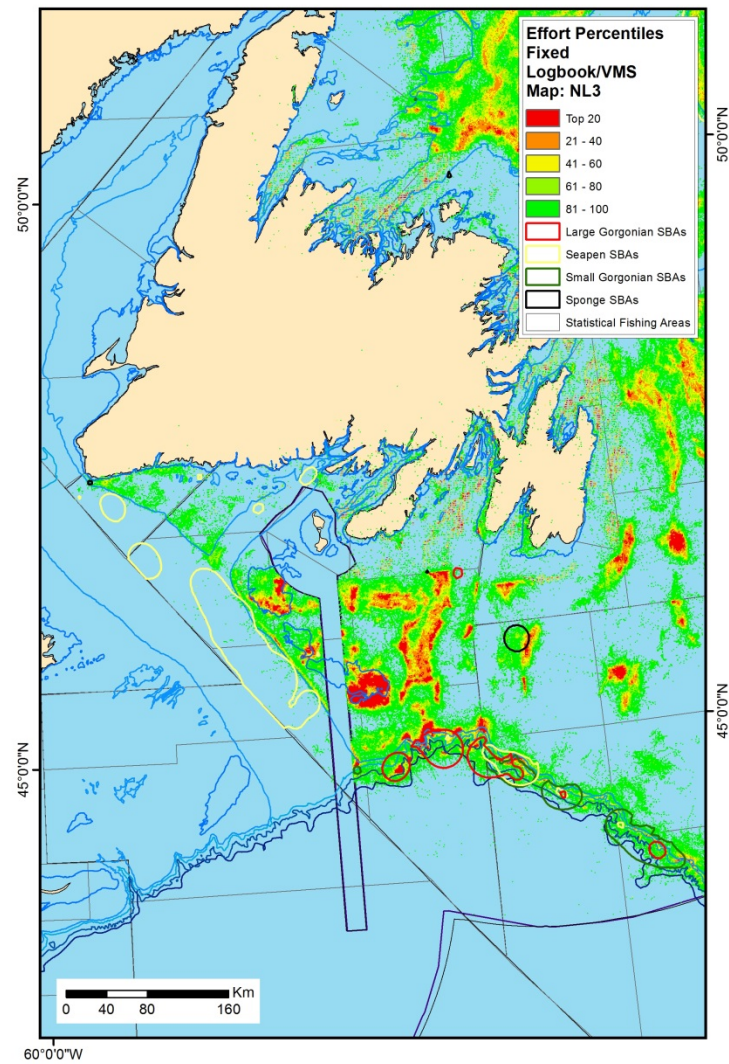 Effort Percentiles
Fixed
Logbook/VMS
Map: NL3
Top 20
21 - 40
41 - 60
61 - 80
81 - 100
Large Gorgonian SBAs
Seapen SBAs
Small Gorgonian SBAs
Sponge SBAs
Statistical Fishing Areas
50°0'0"N
50°0'0"N
45°0'0"N
45°0'0"N
Km
0 40 80 160
60°0'0"W